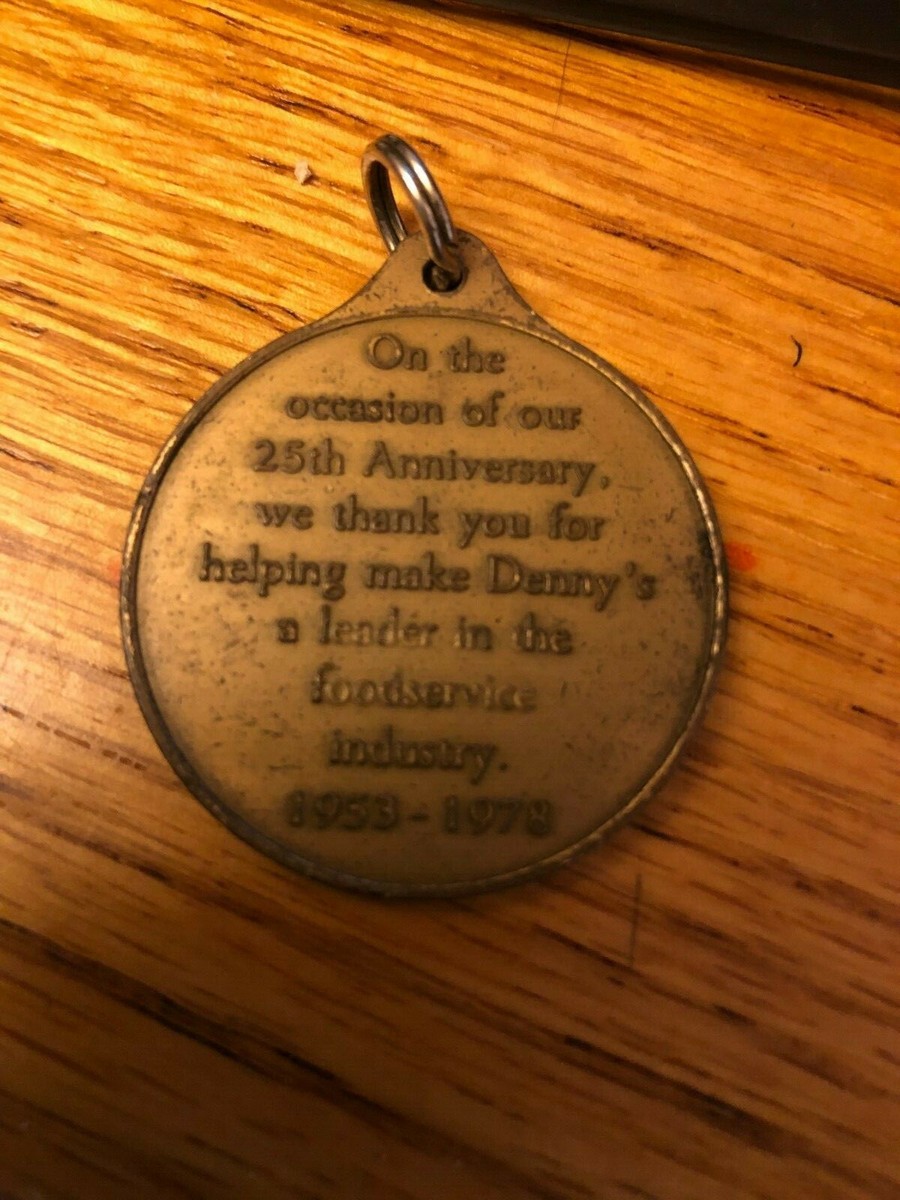 On the
occasion of our
25th Anniversary,
we thank you for
helping make Denny's
a leader in the
foodservice
industry.
1953-1978